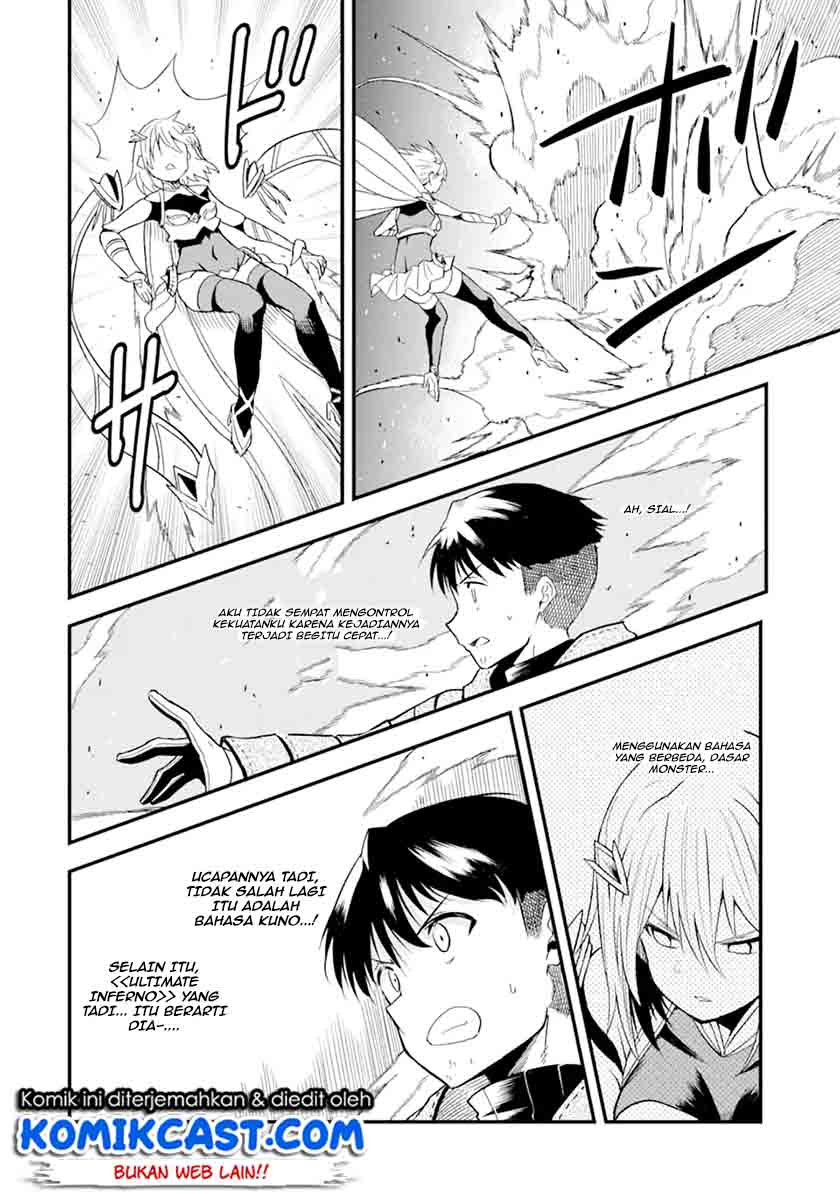 ボッ
ドサ
AH, SIAL...!
AKU TIDAK SEMPAT MENGONTROL
KEKUATANKU KARENA KEJADIANNYA
TERJADI BEGITU CEPAT...!
MENGGUNAKAN BAHASA
YANG BERBEDA, DASAR
MONSTER...
UCAPANNYA TADI,
TIDAK SALAH LAGI
ITU ADALAH
BAHASA KUNO...!
SELAIN ITU,
<<ULTIMATE
INFERNO>> YANG
TADI... ITU BERARTI
DIA-....
Komik ini diterjemahkan & diedit oleh
KOMIKCAST.COM
BUKAN WEB LAIN!!